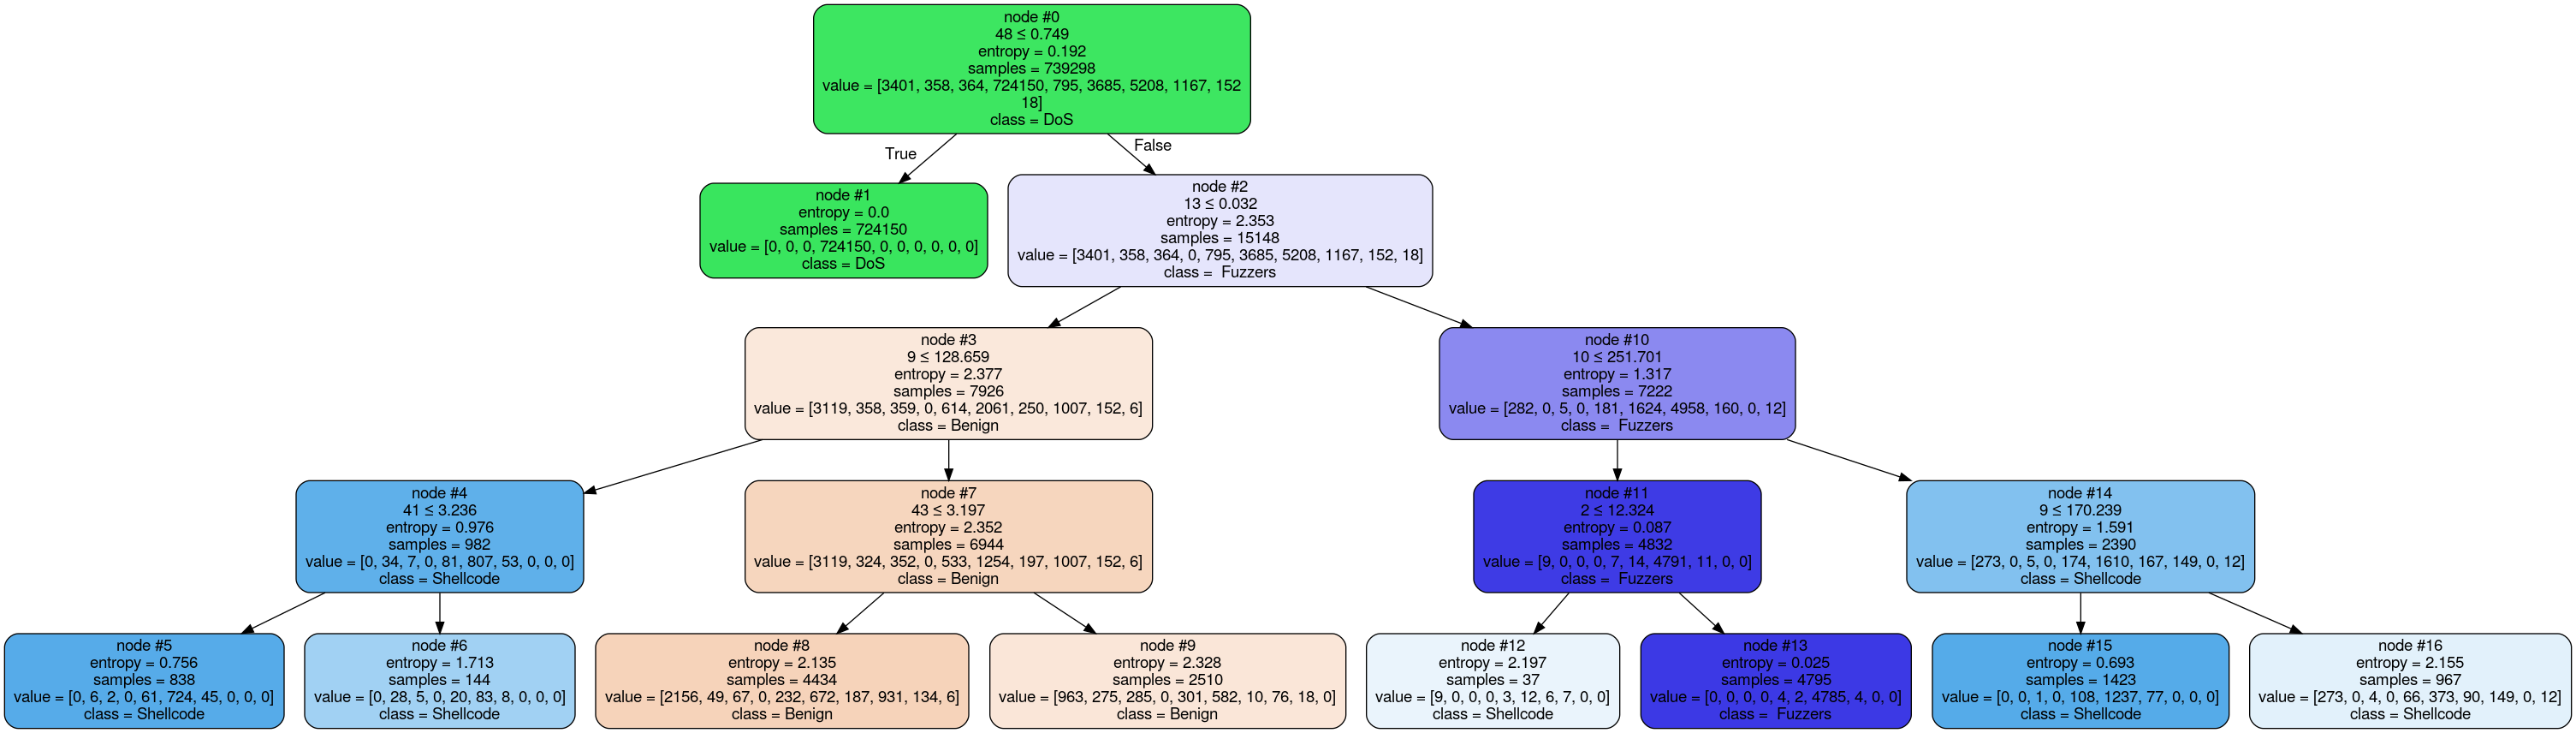 node #0
48 ≤ 0.749
entropy = 0.192
samples = 739298
value = [3401, 358, 364, 724150, 795, 3685, 5208, 1167, 152
18]
class = DoS
True
False
node #1
entropy = 0.0
samples = 724150
value = [0, 0, 0, 724150, 0, 0, 0, 0, 0, 0]
class = DoS
node #2
13 ≤ 0.032
entropy = 2.353
samples = 15148
value = [3401, 358, 364, 0, 795, 3685, 5208, 1167, 152, 18]
class =  Fuzzers
node #3
9 ≤ 128.659
entropy = 2.377
samples = 7926
value = [3119, 358, 359, 0, 614, 2061, 250, 1007, 152, 6]
class = Benign
node #10
10 ≤ 251.701
entropy = 1.317
samples = 7222
value = [282, 0, 5, 0, 181, 1624, 4958, 160, 0, 12]
class =  Fuzzers
node #4
41 ≤ 3.236
entropy = 0.976
samples = 982
value = [0, 34, 7, 0, 81, 807, 53, 0, 0, 0]
class = Shellcode
node #7
43 ≤ 3.197
entropy = 2.352
samples = 6944
value = [3119, 324, 352, 0, 533, 1254, 197, 1007, 152, 6]
class = Benign
node #11
2 ≤ 12.324
entropy = 0.087
samples = 4832
value = [9, 0, 0, 0, 7, 14, 4791, 11, 0, 0]
class =  Fuzzers
node #14
9 ≤ 170.239
entropy = 1.591
samples = 2390
value = [273, 0, 5, 0, 174, 1610, 167, 149, 0, 12]
class = Shellcode
node #5
entropy = 0.756
samples = 838
value = [0, 6, 2, 0, 61, 724, 45, 0, 0, 0]
class = Shellcode
node #6
entropy = 1.713
samples = 144
value = [0, 28, 5, 0, 20, 83, 8, 0, 0, 0]
class = Shellcode
node #8
entropy = 2.135
samples = 4434
value = [2156, 49, 67, 0, 232, 672, 187, 931, 134, 6]
class = Benign
node #9
entropy = 2.328
samples = 2510
value = [963, 275, 285, 0, 301, 582, 10, 76, 18, 0]
class = Benign
node #12
entropy = 2.197
samples = 37
value = [9, 0, 0, 0, 3, 12, 6, 7, 0, 0]
class = Shellcode
node #13
entropy = 0.025
samples = 4795
value = [0, 0, 0, 0, 4, 2, 4785, 4, 0, 0]
class =  Fuzzers
node #15
entropy = 0.693
samples = 1423
value = [0, 0, 1, 0, 108, 1237, 77, 0, 0, 0]
class = Shellcode
node #16
entropy = 2.155
samples = 967
value = [273, 0, 4, 0, 66, 373, 90, 149, 0, 12]
class = Shellcode